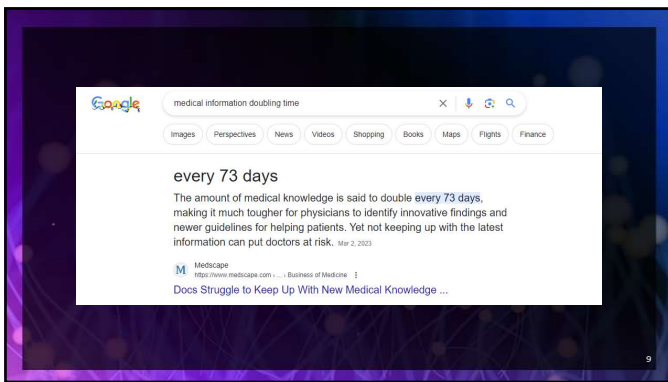 Google
medical information doubling time
Images Perspectives News Videos Shopping Books Maps Flights Finance
every 73 days
The amount of medical knowledge is said to double every 73 days,
making it much tougher for physicians to identify innovative findings and
newer guidelines for helping patients. Yet not keeping up with the latest
information can put doctors at risk. Mar 2, 2023
M Medscape
https://www.medscape.com › ... › Business of Medicine
Docs Struggle to Keep Up With New Medical Knowledge ...
9